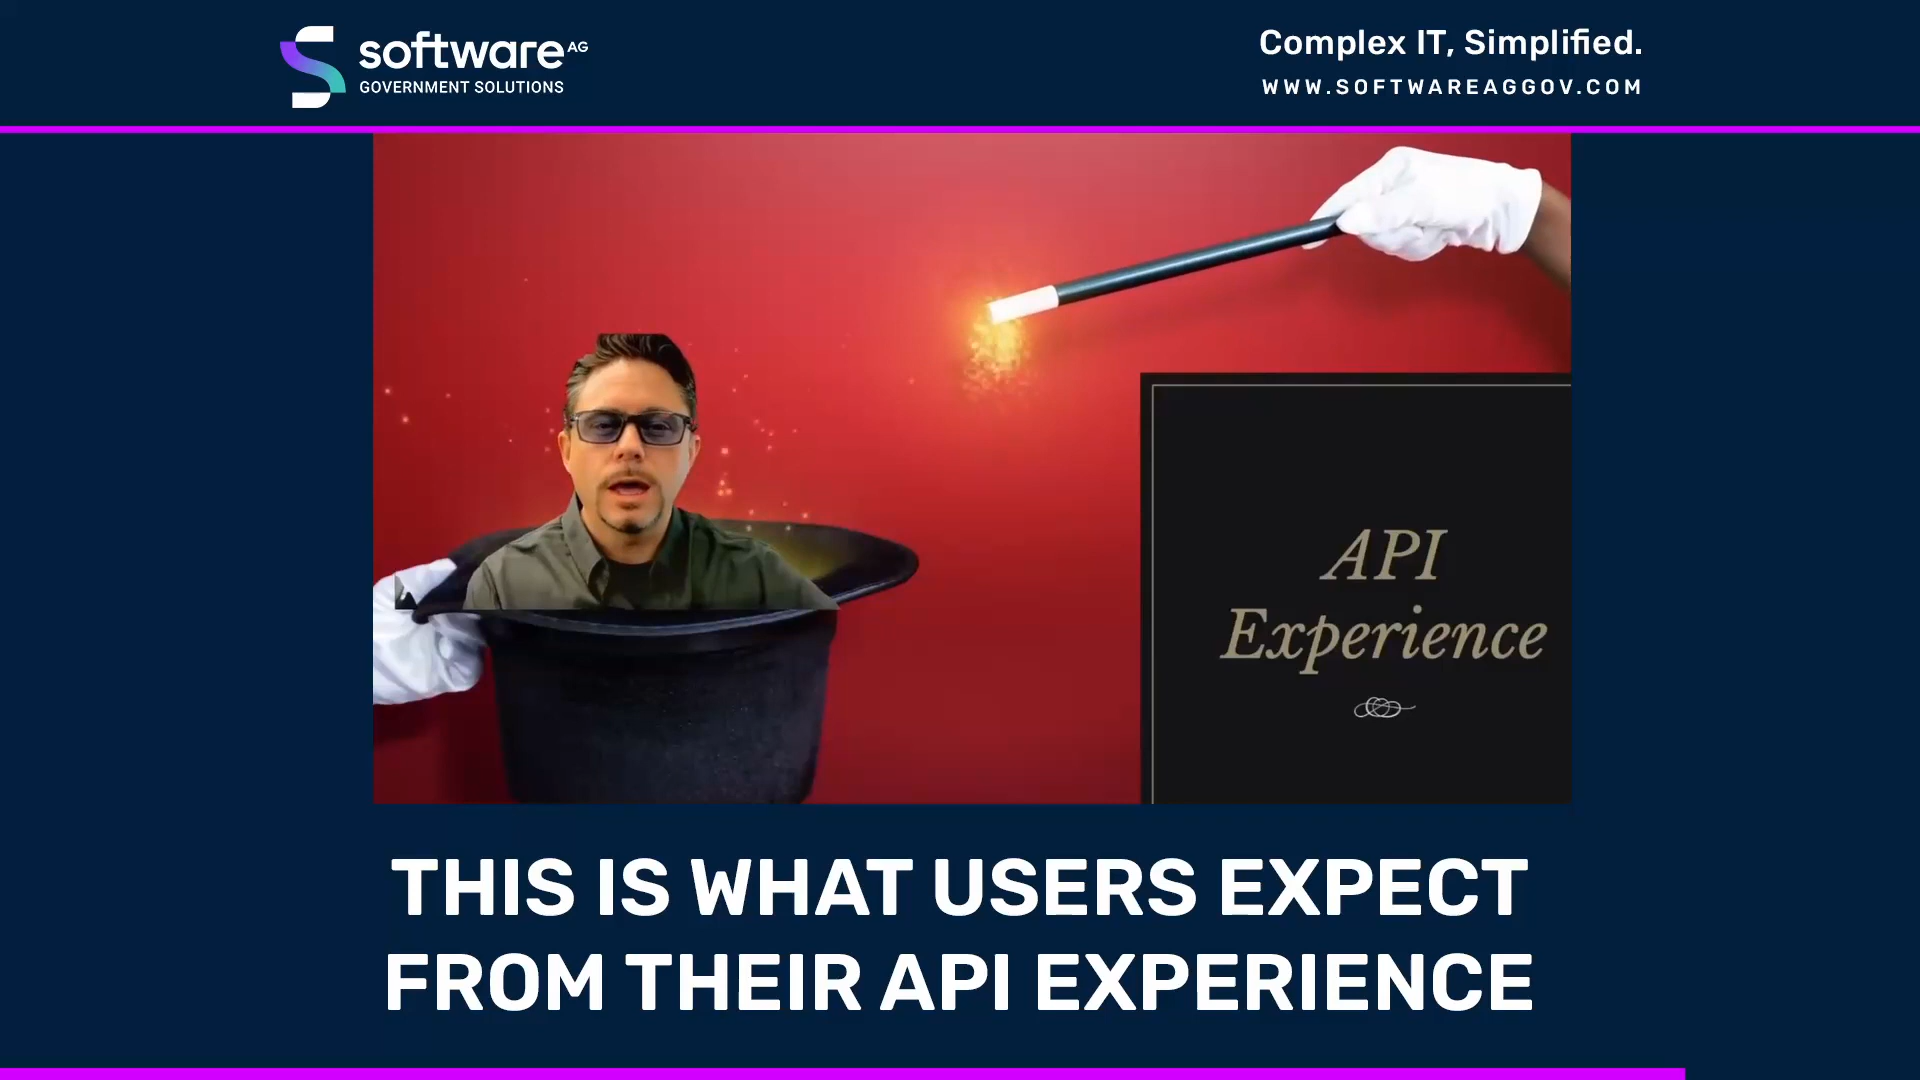 software AG
GOVERNMENT SOLUTIONS
Complex IT, Simplified.
WWW.SOFTWAREAGGOV.COM
API
Experience
THIS IS WHAT USERS EXPECT
FROM THEIR API EXPERIENCE